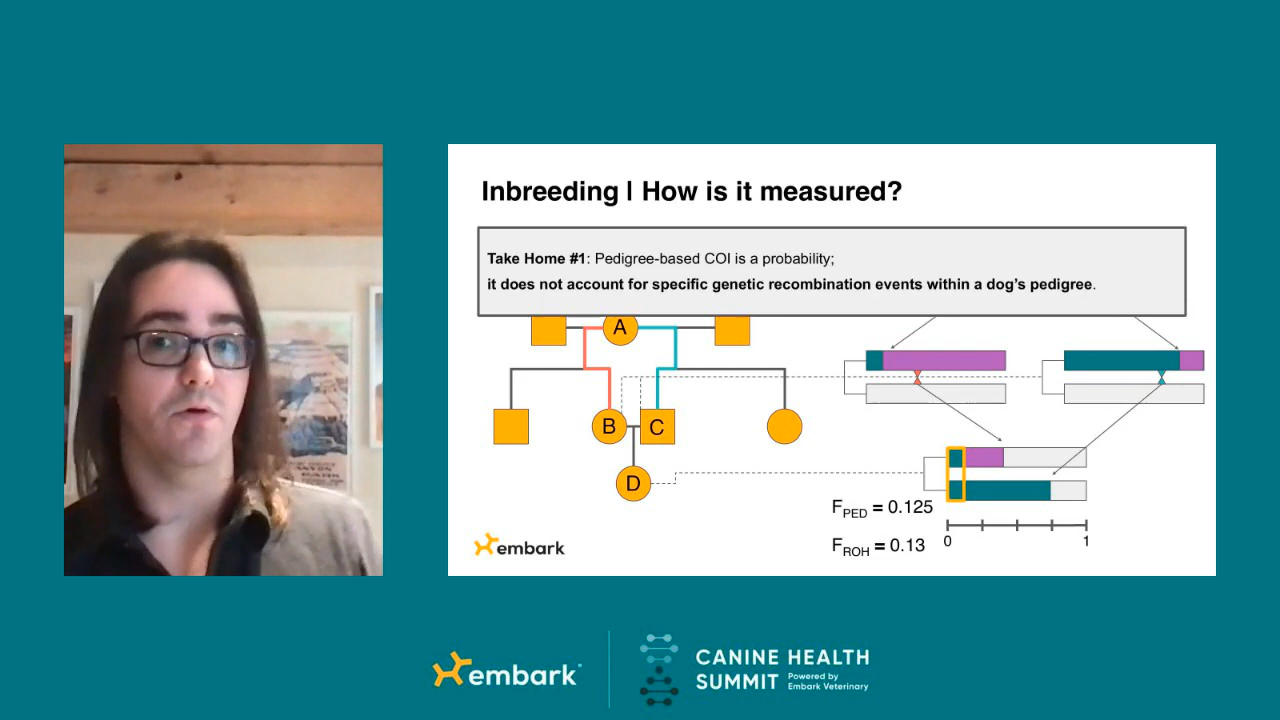 Inbreeding | How is it measured?
Take Home #1: Pedigree-based COI is a probability;
it does not account for specific genetic recombination events within a dog's pedigree.
A
B
C
D
F_PED = 0.125
F_ROH = 0.13
0
1
embark
embark
CANINE HEALTH
SUMMIT
Powered by
Embark Veterinary